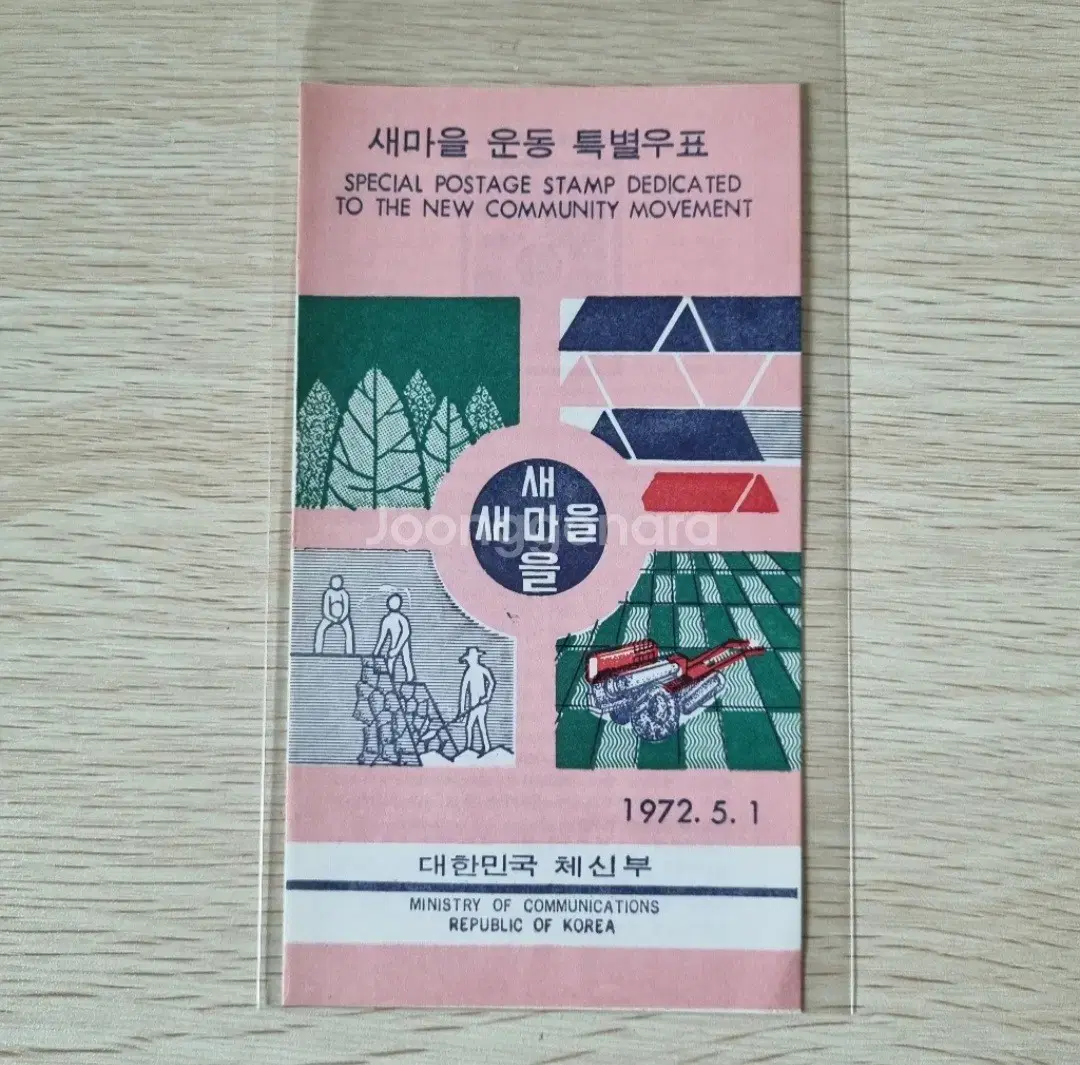 새마을 운동 특별우표
SPECIAL POSTAGE STAMP DEDICATED
TO THE NEW COMMUNITY MOVEMENT
새
새마을
을
Joonggonara
1972. 5. 1
대한민국 체신부
MINISTRY OF COMMUNICATIONS
REPUBLIC OF KOREA